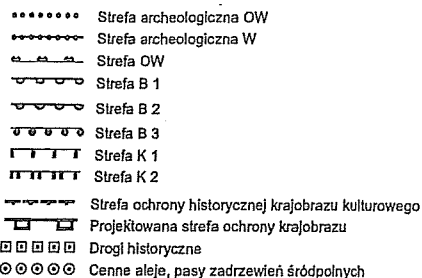 Strefa archeologiczna OW
Strefa archeologiczna W
Strefa OW
Strefa B 1
Strefa B 2
Strefa B 3
Strefa K 1
Strefa K 2
Strefa ochrony historycznej krajobrazu kulturowego
Projektowana strefa ochrony krajobrazu
Drogi historyczne
Cenne aleje, pasy zadrzewień śródpolnych